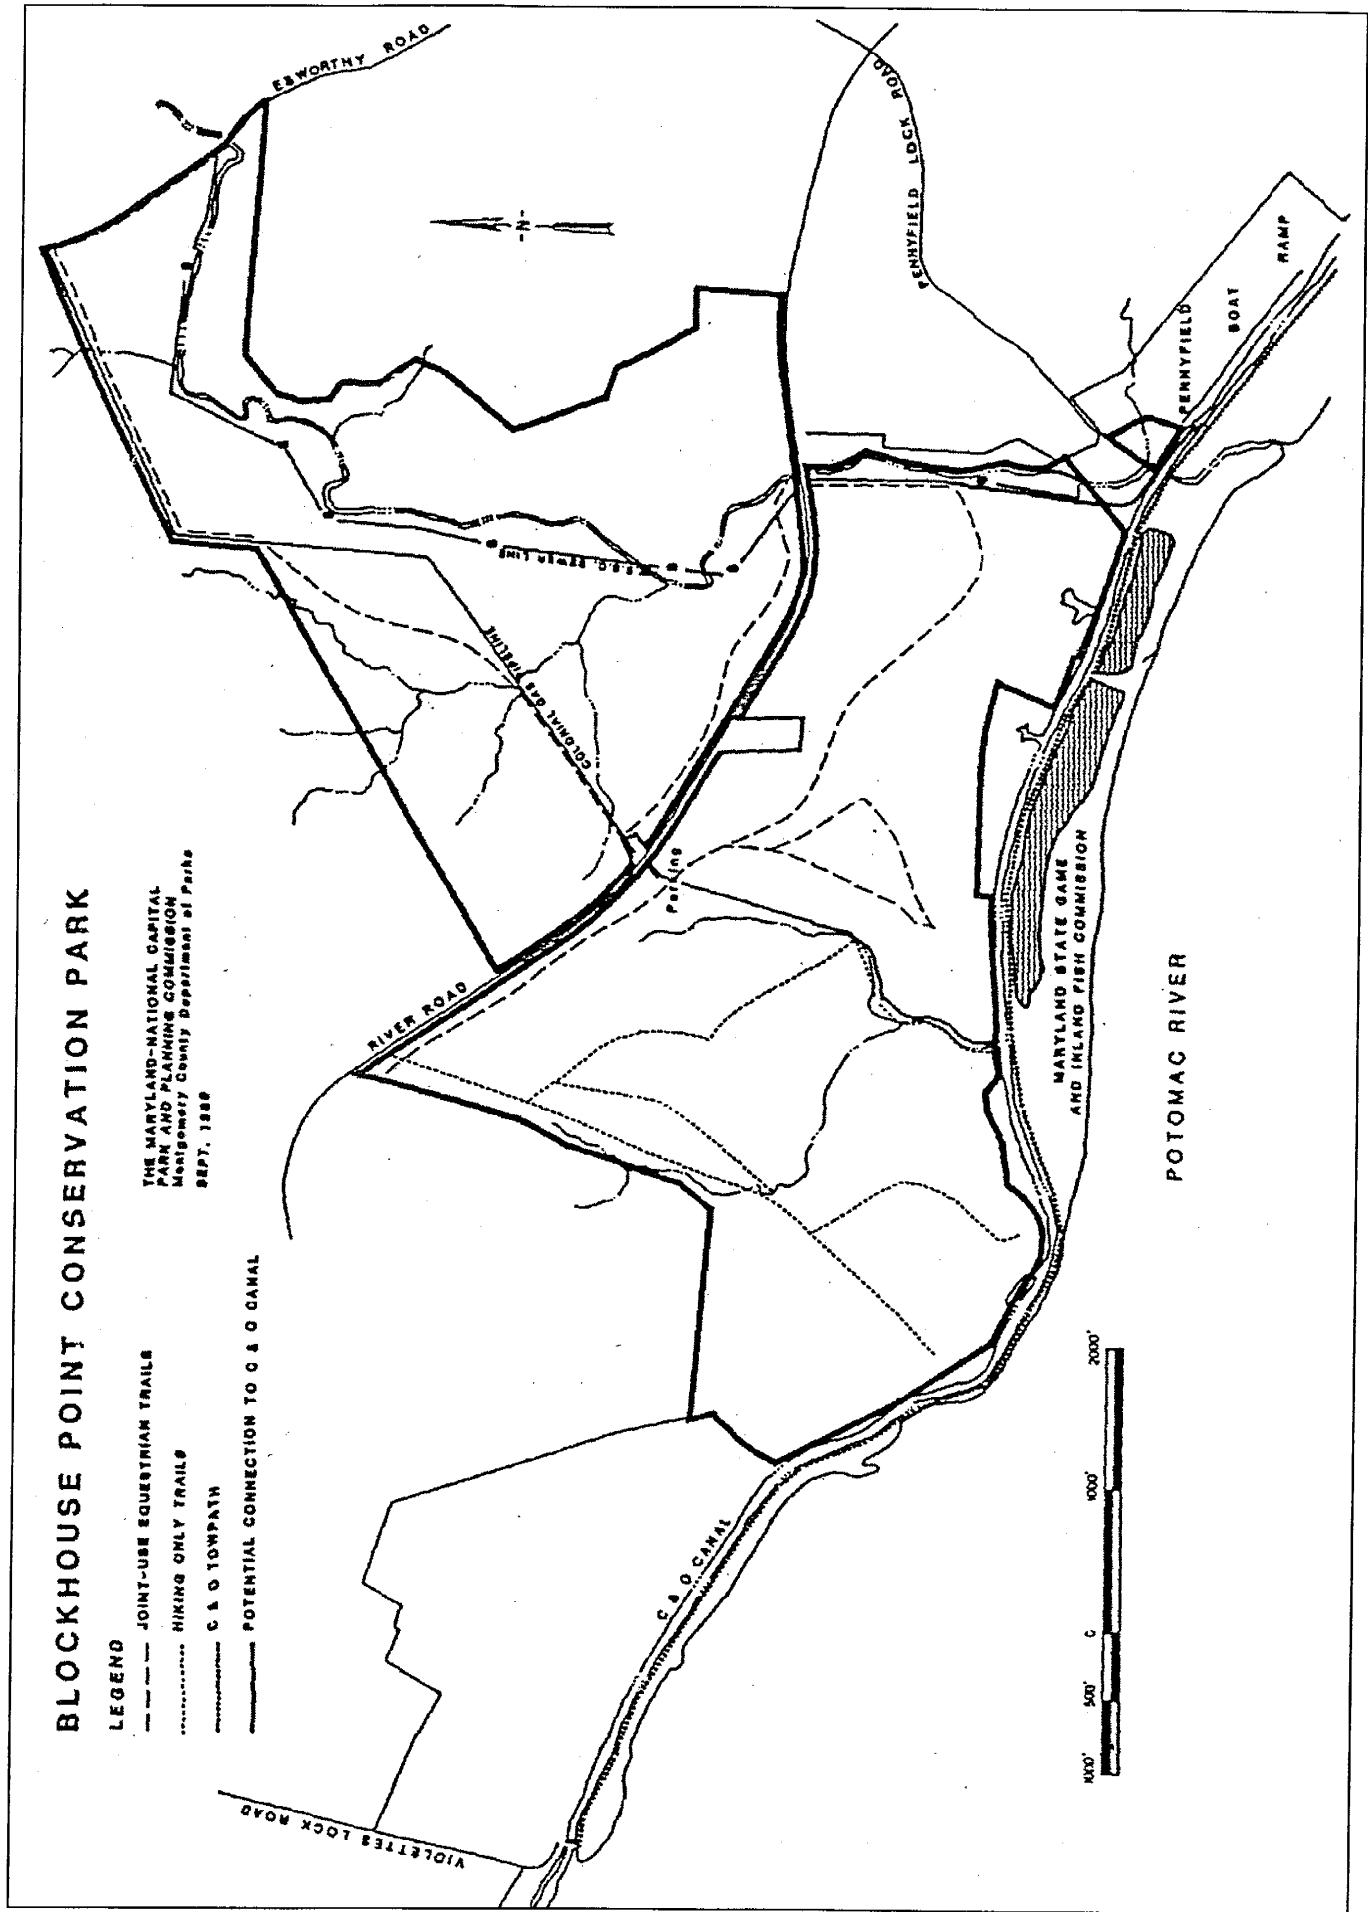 BLOCKHOUSE POINT CONSERVATION PARK
THE MARYLAND-NATIONAL CAPITAL
PARK AND PLANNING COMMISSION
Montgomery County Department of Parks
LEGEND
JOINT-USE EQUESTRIAN TRAILS
HIKING ONLY TRAILS
C & O TOWPATH
POTENTIAL CONNECTION TO C & O CANAL
ESWORTHY ROAD
-N-
PENNYFIELD LOCK ROAD
W.S.S.C. SEWER LINE
COLONIAL GAS PIPELINE
RIVER ROAD
Parking
PENNYFIELD
BOAT
RAMP
MARYLAND STATE GAME
AND INLAND FISH COMMISSION
POTOMAC RIVER
C & O CANAL
VIOLETTES LOCK ROAD
1000' 500' 0 1000' 2000'